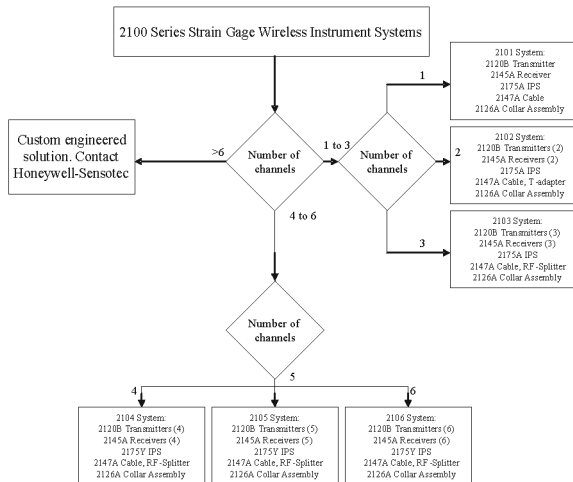 2100 Series Strain Gage Wireless Instrument Systems
1
2101 System:
2120B Transmitter
2145A Receiver
2175A IPS
2147A Cable
2126A Collar Assembly
Custom engineered
solution. Contact
Honeywell-Sensotec
>6
Number of
channels
1 to 3
Number of
channels
2
2102 System:
2120B Transmitters (2)
2145A Receivers (2)
2175A IPS
2147A Cable, T-adapter
2126A Collar Assembly
4 to 6
3
2103 System:
2120B Transmitters (3)
2145A Receivers (3)
2175A IPS
2147A Cable, RF-Splitter
2126A Collar Assembly
Number of
channels
4
5
6
2104 System:
2120B Transmitters (4)
2145A Receivers (4)
2175Y IPS
2147A Cable, RF-Splitter
2126A Collar Assembly
2105 System:
2120B Transmitters (5)
2145A Receivers (5)
2175Y IPS
2147A Cable, RF-Splitter
2126A Collar Assembly
2106 System:
2120B Transmitters (6)
2145A Receivers (6)
2175Y IPS
2147A Cable, RF-Splitter
2126A Collar Assembly